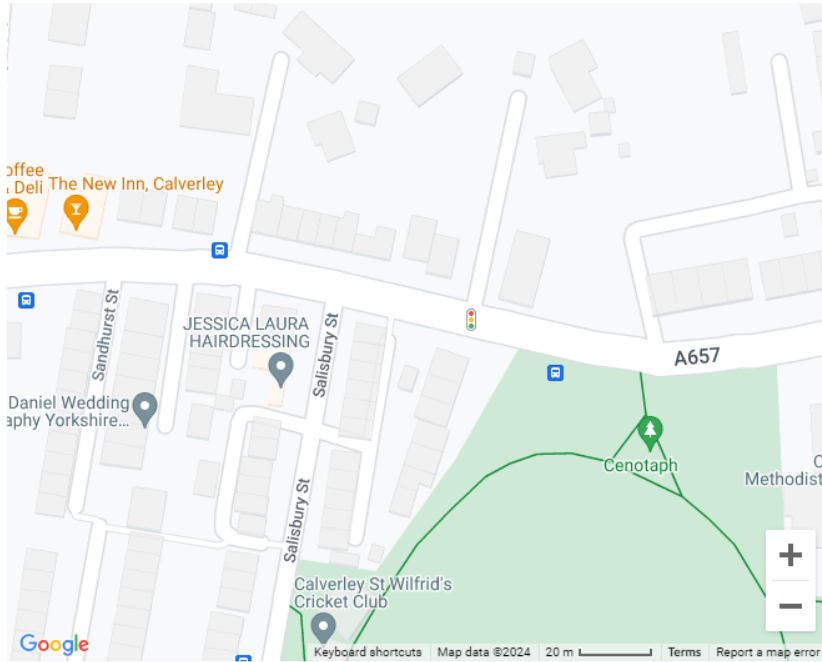 offee
& Deli
The New Inn, Calverley
Sandhurst St
JESSICA LAURA
HAIRDRESSING
Salisbury St
A657
Daniel Wedding
aphy Yorkshire...
Cenotaph
C
Methodist
Salisbury St
Calverley St Wilfrid's
Cricket Club
+
−
Google
Keyboard shortcuts
Map data ©2024
20 m
Terms
Report a map error